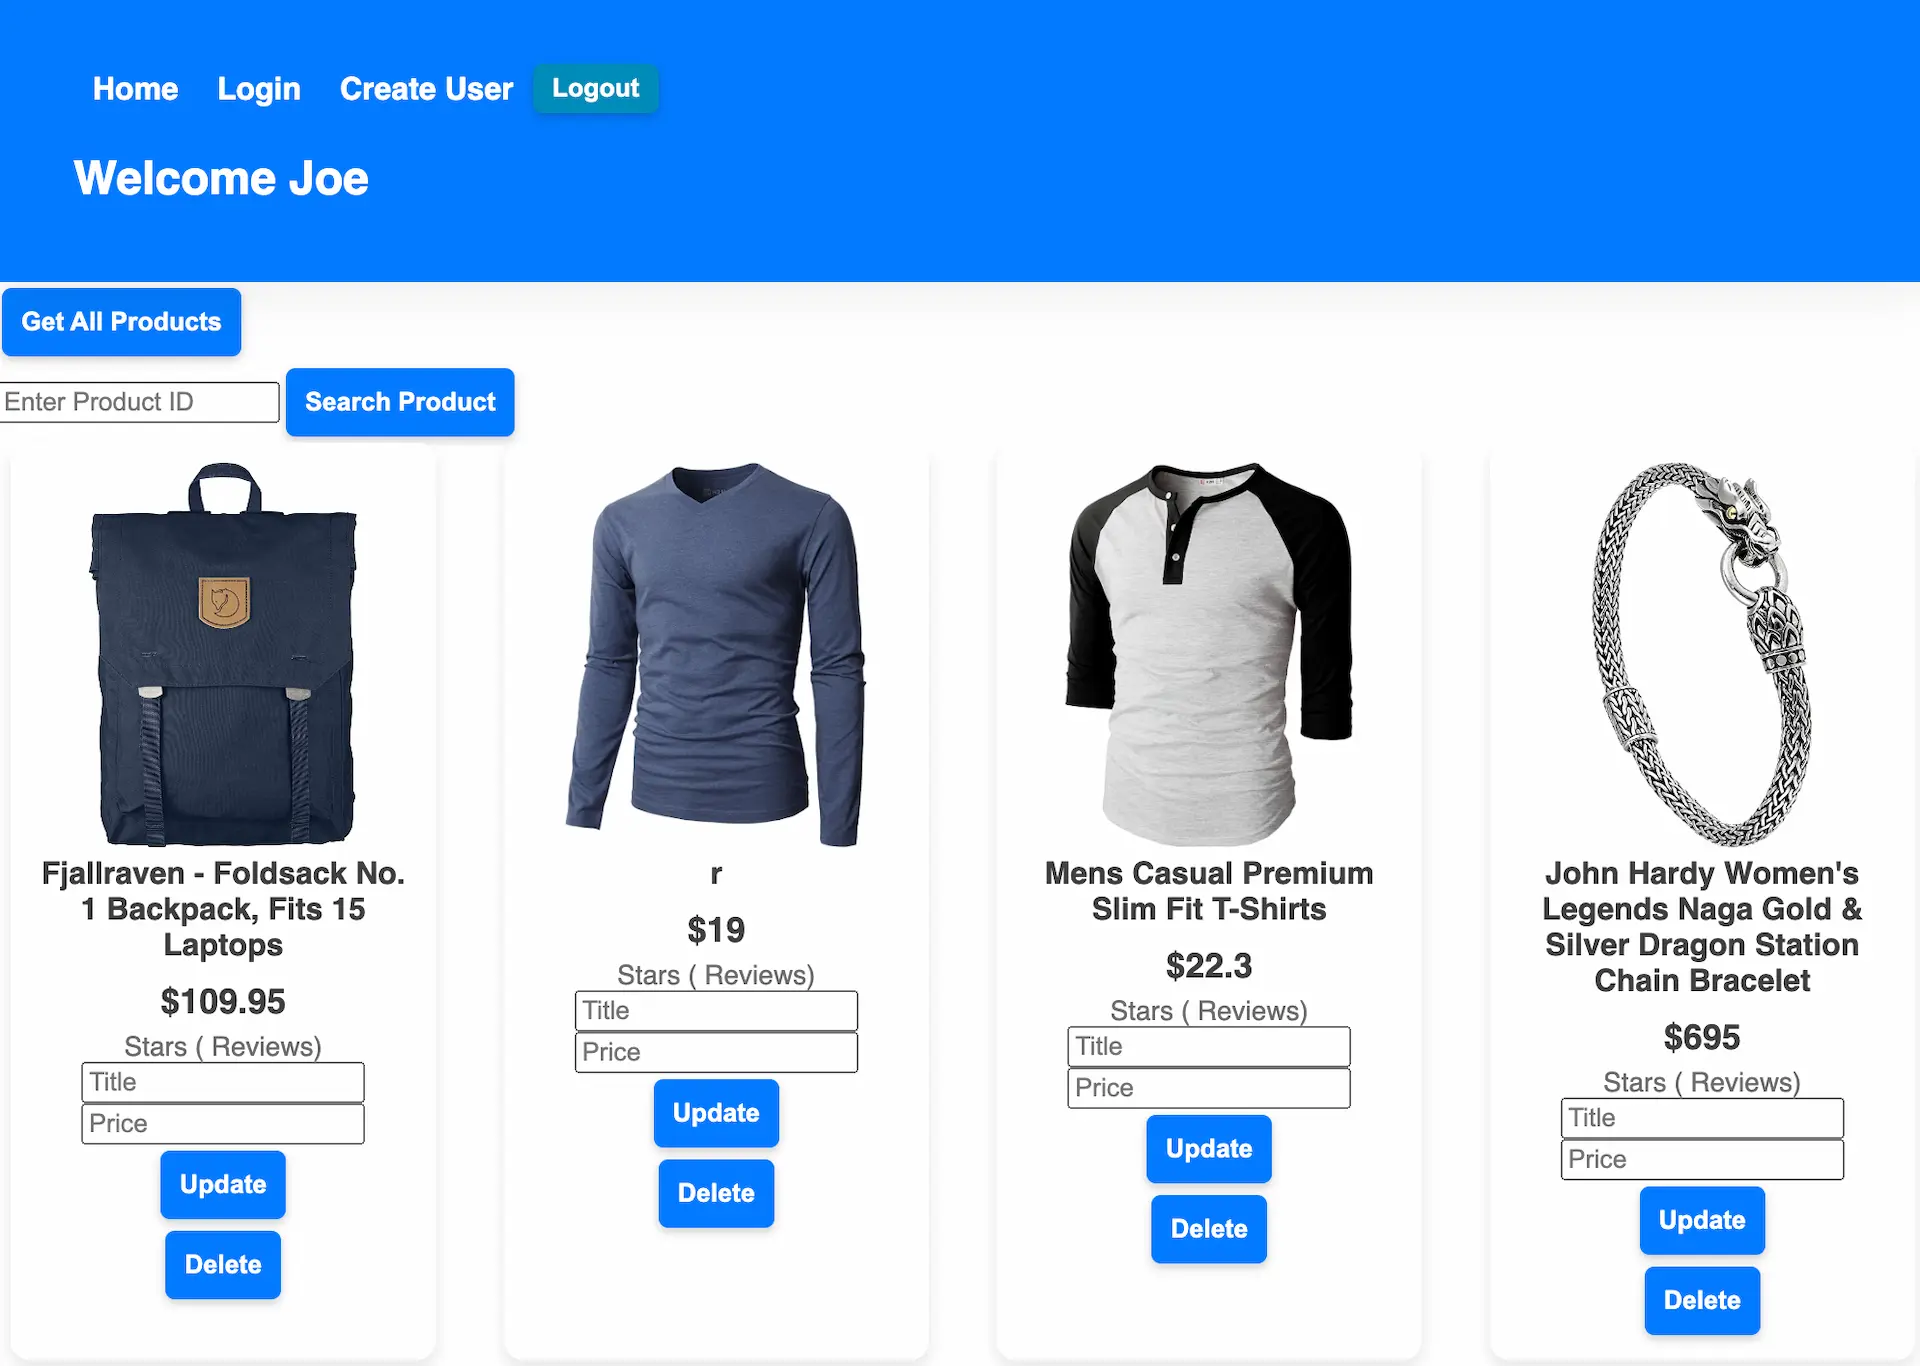 Home Login Create User Logout
Welcome Joe
Get All Products
Enter Product ID Search Product
Fjallraven - Foldsack No.
1 Backpack, Fits 15
Laptops
$109.95
Stars ( Reviews)
Title
Price
Update
Delete
r
$19
Stars ( Reviews)
Title
Price
Update
Delete
Mens Casual Premium
Slim Fit T-Shirts
$22.3
Stars ( Reviews)
Title
Price
Update
Delete
John Hardy Women's
Legends Naga Gold &
Silver Dragon Station
Chain Bracelet
$695
Stars ( Reviews)
Title
Price
Update
Delete